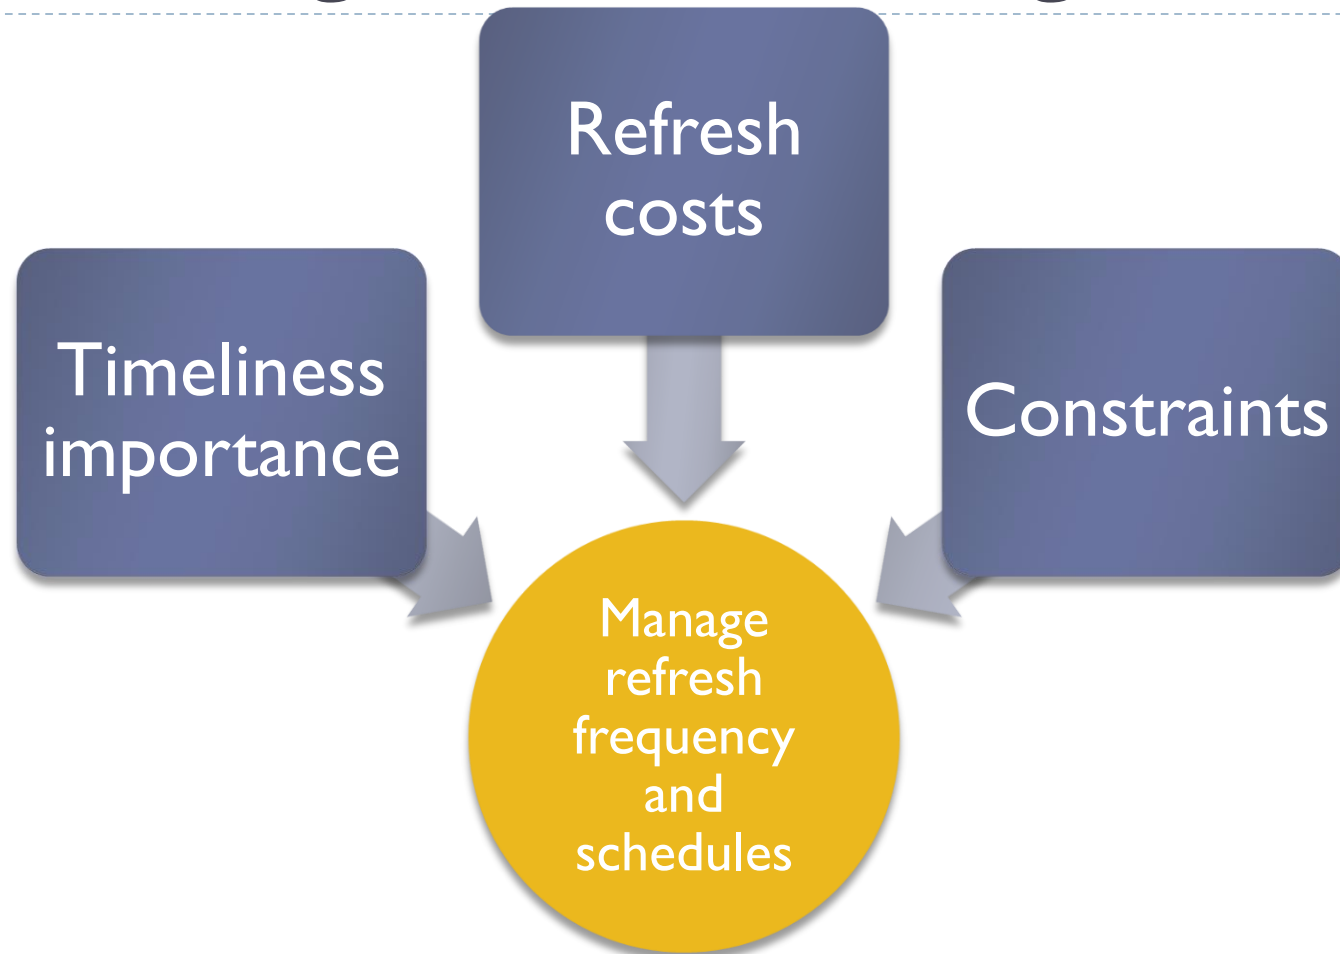 Refresh
costs
Timeliness
importance
Constraints
Manage
refresh
frequency
and
schedules